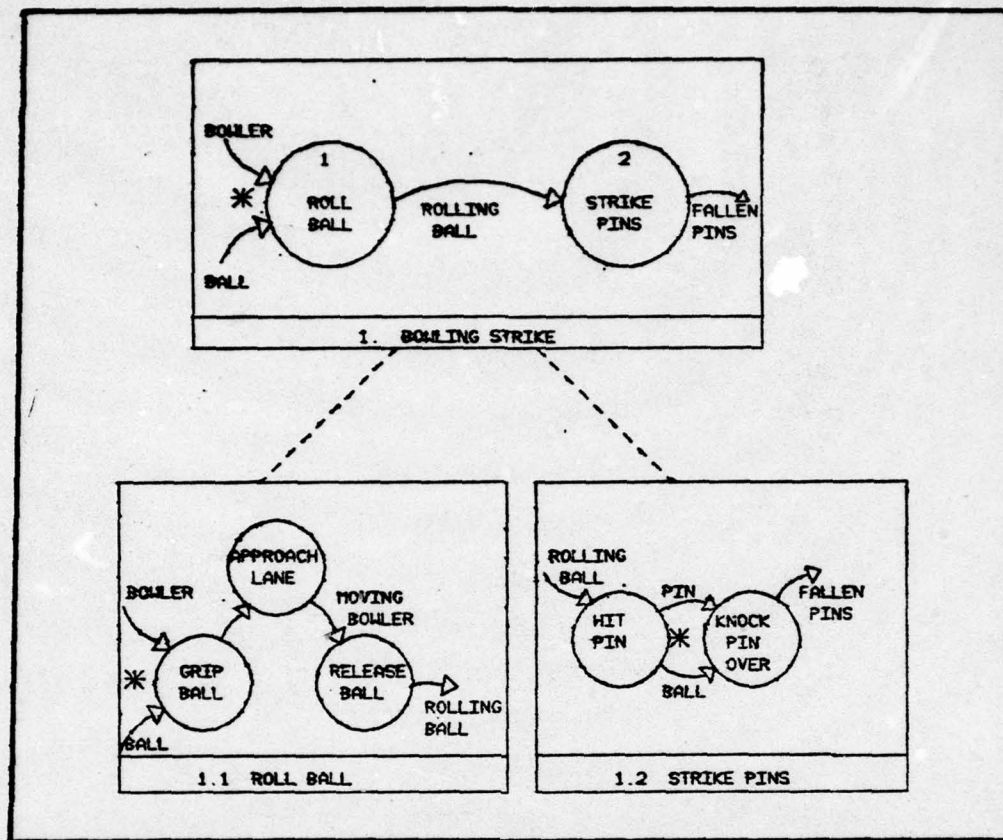 BOWLER
1
ROLL
BALL
BALL
ROLLING
BALL
2
STRIKE
PINS
FALLEN
PINS
1. BOWLING STRIKE
APPROACH
LANE
BOWLER
MOVING
BOWLER
GRIP
BALL
RELEASE
BALL
ROLLING
BALL
BALL
1.1 ROLL BALL
ROLLING
BALL
HIT
PIN
PIN
BALL
KNOCK
PIN
OVER
FALLEN
PINS
1.2 STRIKE PINS